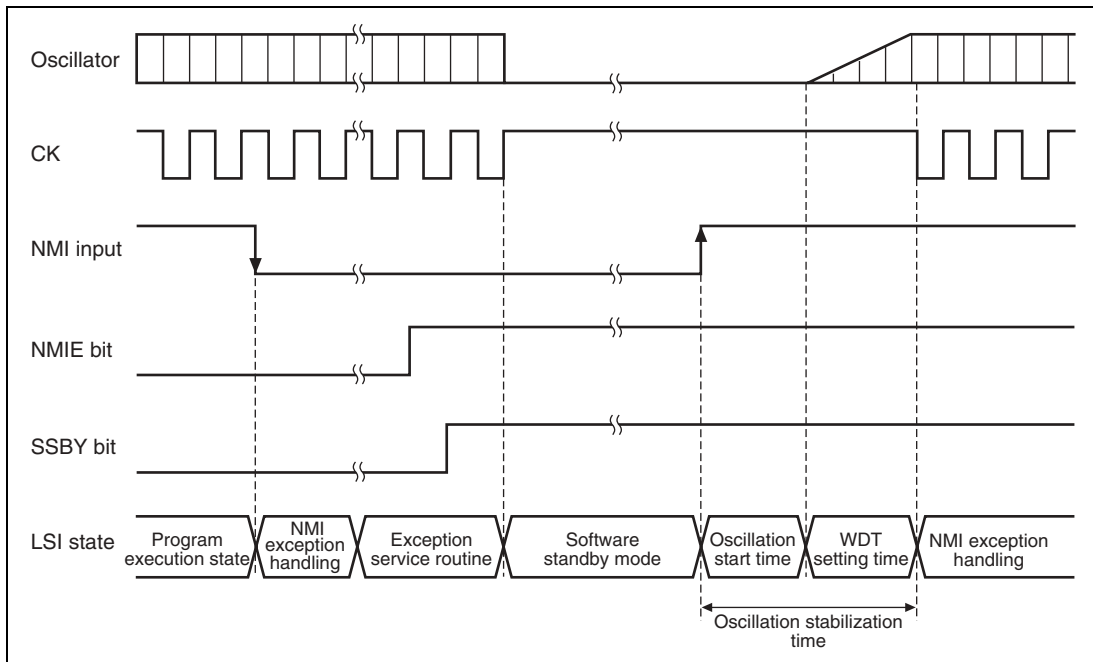 Oscillator
CK
NMI input
NMIE bit
SSBY bit
LSI state
Program
execution state
NMI
exception
handling
Exception
service routine
Software
standby mode
Oscillation
start time
WDT
setting time
NMI exception
handling
Oscillation stabilization
time